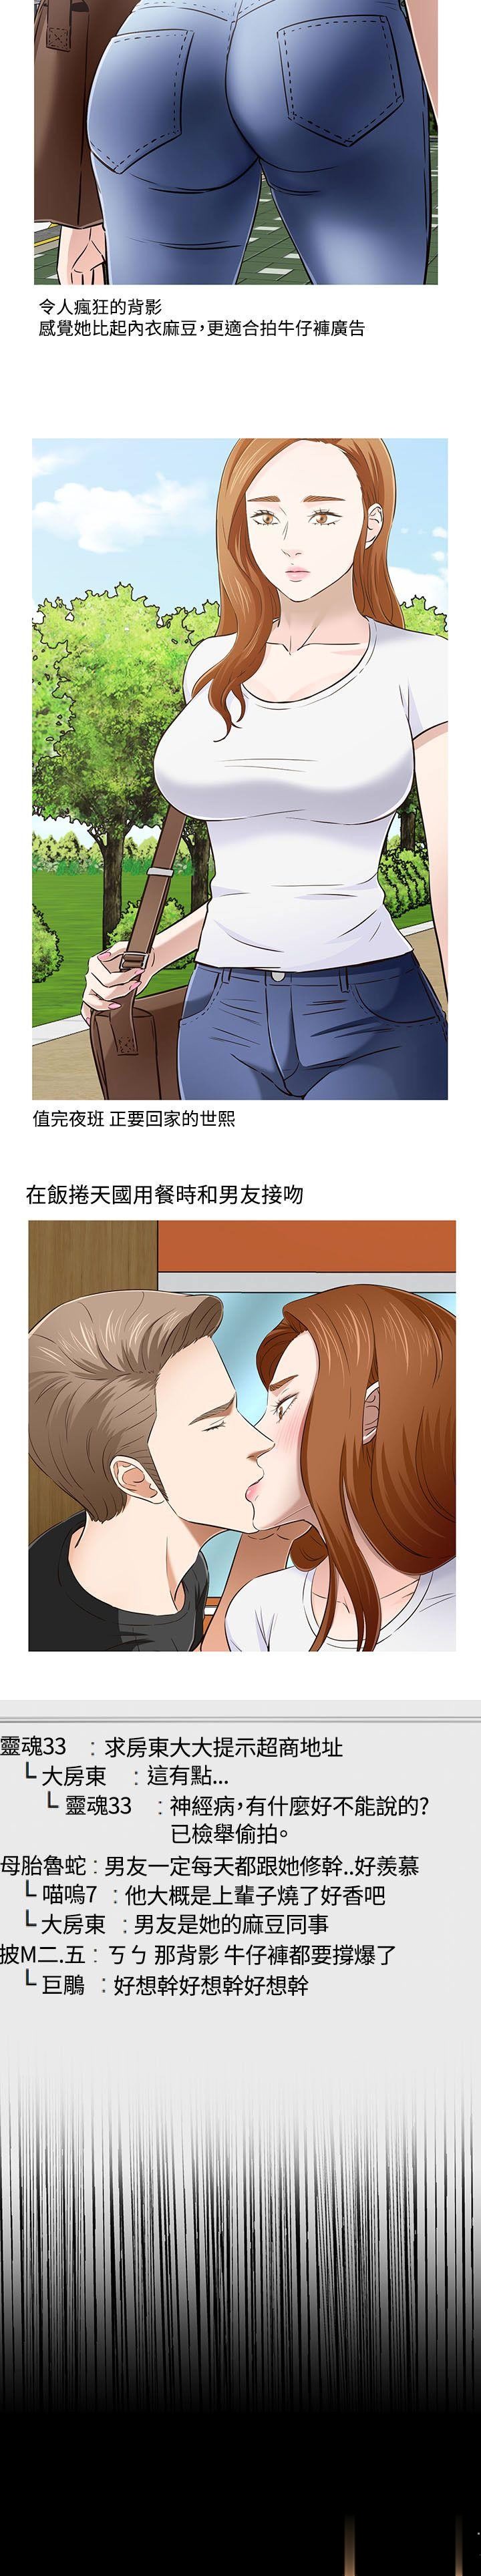 令人瘋狂的背影
感覺她比起內衣麻豆，更適合拍牛仔褲廣告
值完夜班 正要回家的世熙
在飯捲天國用餐時和男友接吻
靈魂33 : 求房東大大提示超商地址
┗ 大房東 : 這有點...
┗ 靈魂33 : 神經病，有什麼好不能說的?
已檢舉偷拍。
母胎魯蛇 : 男友一定每天都跟她修幹..好羨慕
┗ 喵嗚7 : 他大概是上輩子燒了好香吧
┗ 大房東 : 男友是她的麻豆同事
披M二.五 : ㄎㄅ 那背影 牛仔褲都要撐爆了
┗ 巨鵰 : 好想幹好想幹好想幹